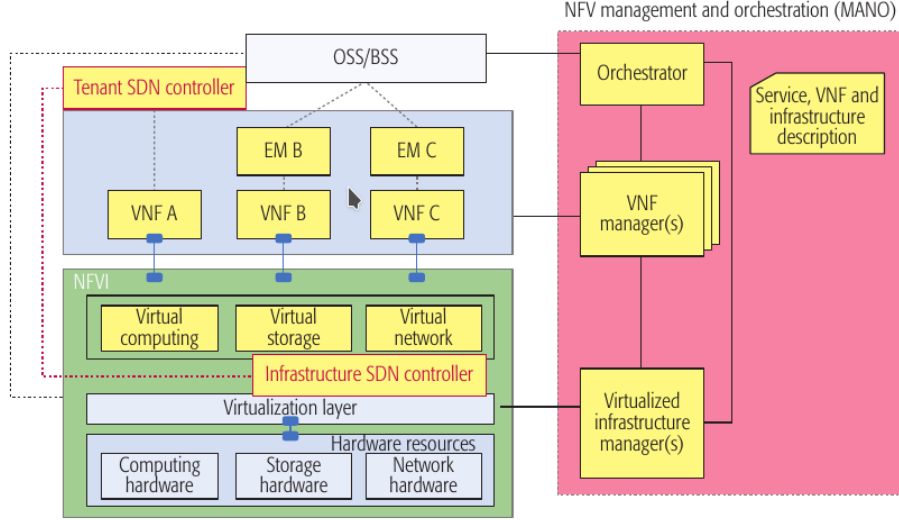 NFV management and orchestration (MANO)
OSS/BSS
Tenant SDN controller
Orchestrator
Service, VNF and
infrastructure
description
EM B
EM C
VNF A
VNF B
VNF C
VNF
manager(s)
NFVI
Virtual
computing
Virtual
storage
Virtual
network
Infrastructure SDN controller
Virtualization layer
Virtualized
infrastructure
manager(s)
Hardware resources
Computing
hardware
Storage
hardware
Network
hardware